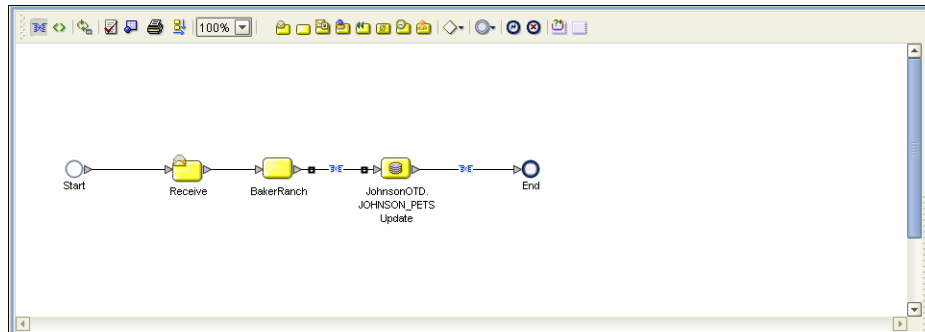 100%
Start
Receive
BakerRanch
JohnsonOTD.
JOHNSON_PETS
Update
End